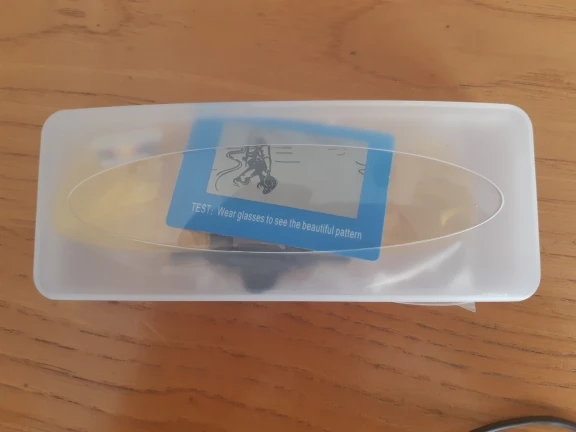 TEST: Wear glasses to see the beautiful pattern